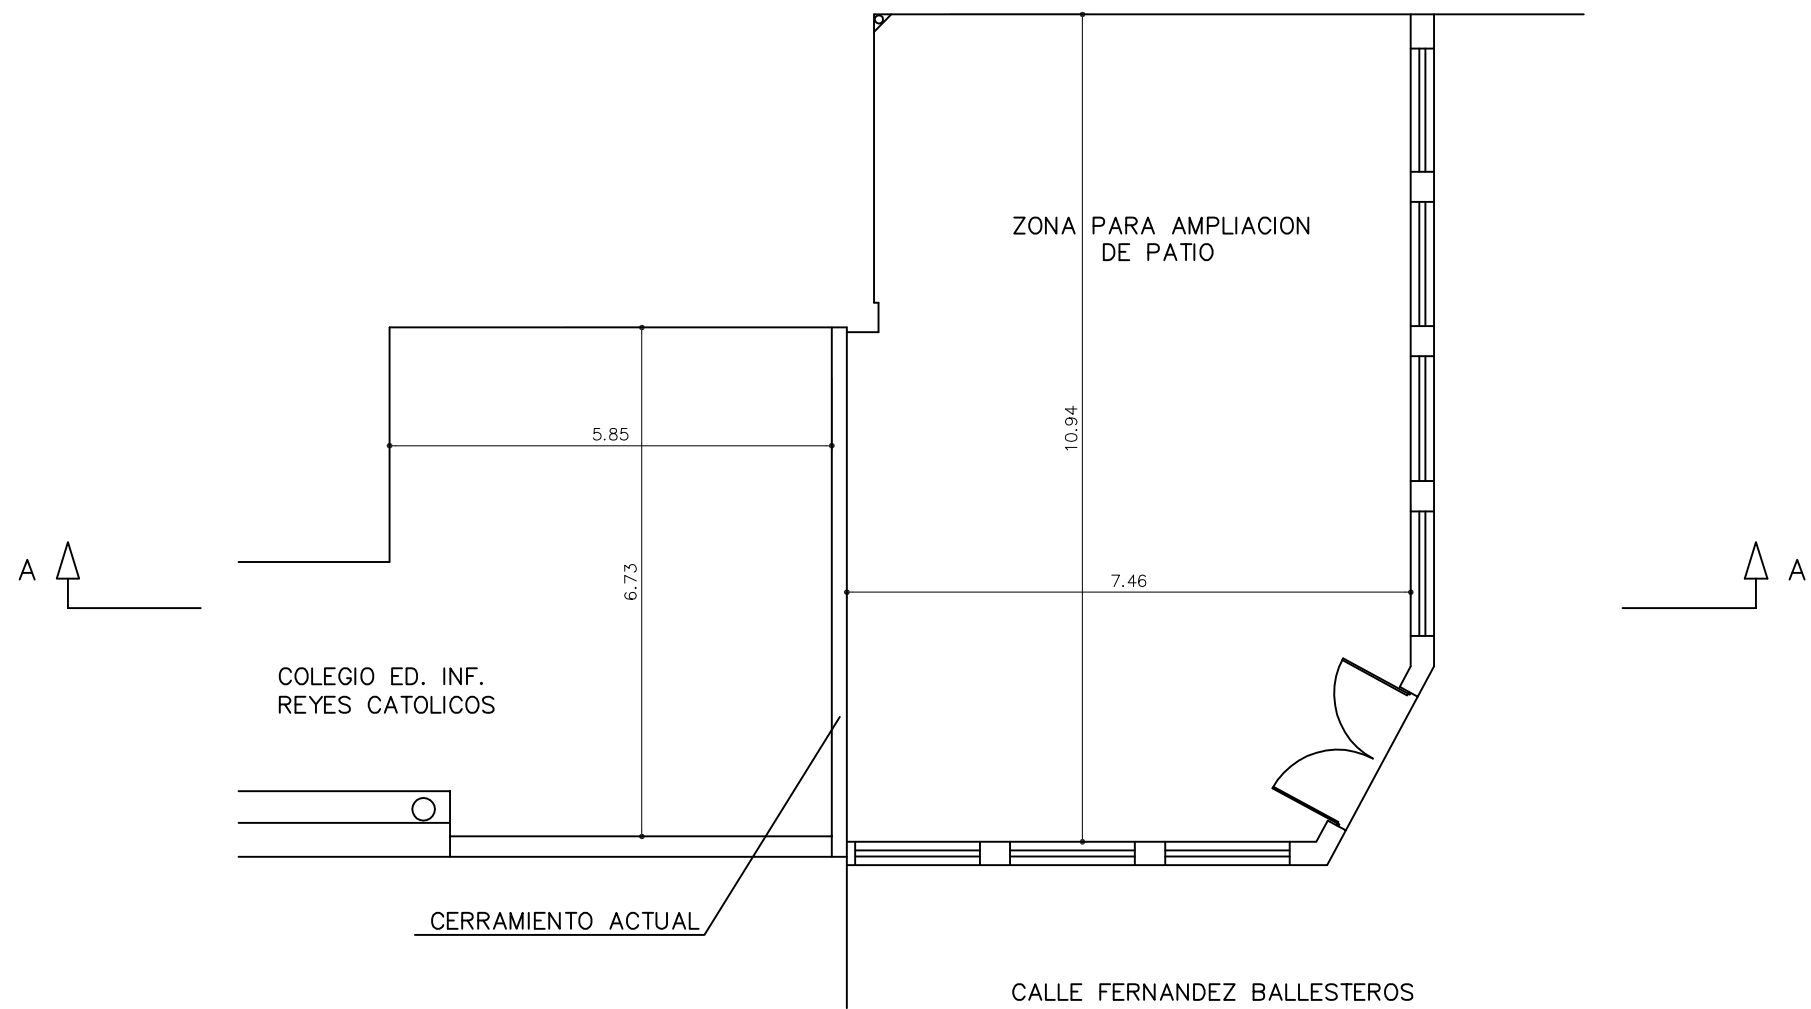 ZONA PARA AMPLIACION
DE PATIO
10.94
5.85
6.73
7.46
A
A
COLEGIO ED. INF.
REYES CATOLICOS
CERRAMIENTO ACTUAL
CALLE FERNANDEZ BALLESTEROS